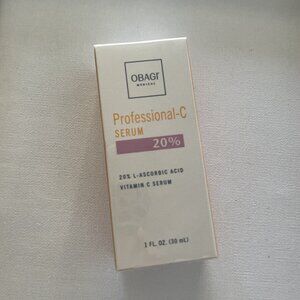 OBAGI
MEDICAL
Professional-C
SERUM
20%
20% L-ASCORBIC ACID
VITAMIN C SERUM
1 FL. OZ. (30 mL)